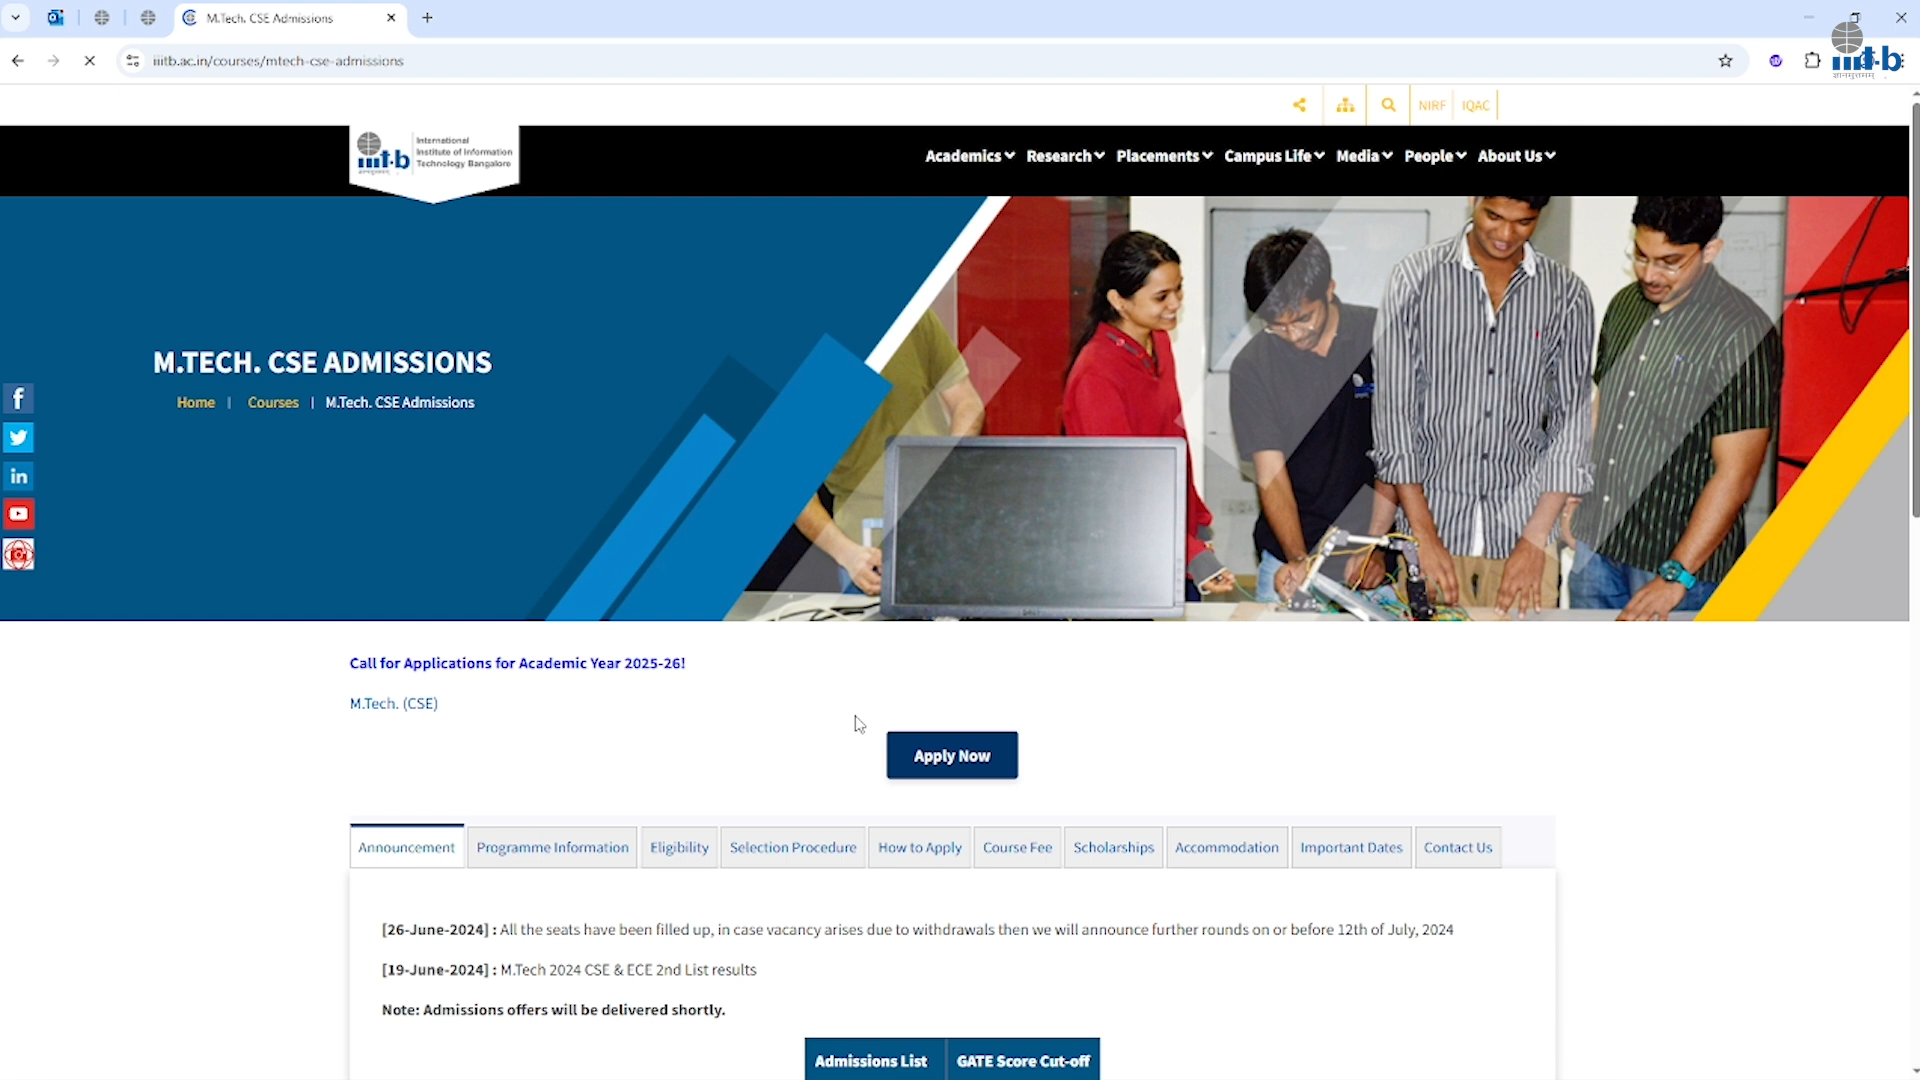 M.Tech. CSE Admissions
iiitb.ac.in/courses/mtech-cse-admissions
iiit-b
ज्ञानमुत्तमम्
NIRF
IQAC
iiit-b
International
Institute of Information
Technology Bangalore
Academics
Research
Placements
Campus Life
Media
People
About Us
M.TECH. CSE ADMISSIONS
Home | Courses | M.Tech. CSE Admissions
Call for Applications for Academic Year 2025-26!
M.Tech. (CSE)
Apply Now
Announcement
Programme Information
Eligibility
Selection Procedure
How to Apply
Course Fee
Scholarships
Accommodation
Important Dates
Contact Us
[26-June-2024] : All the seats have been filled up, in case vacancy arises due to withdrawals then we will announce further rounds on or before 12th of July, 2024
[19-June-2024] : M.Tech 2024 CSE & ECE 2nd List results
Note: Admissions offers will be delivered shortly.
Admissions List
GATE Score Cut-off